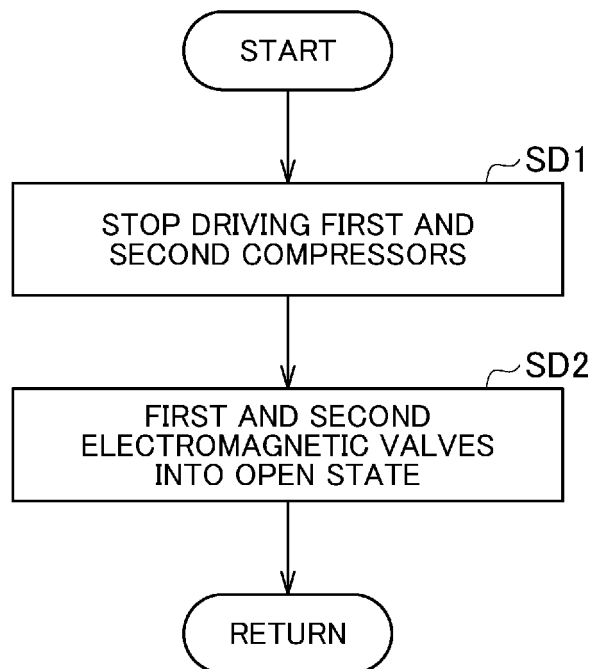 START
SD1
STOP DRIVING FIRST AND
SECOND COMPRESSORS
SD2
FIRST AND SECOND
ELECTROMAGNETIC VALVES
INTO OPEN STATE
RETURN